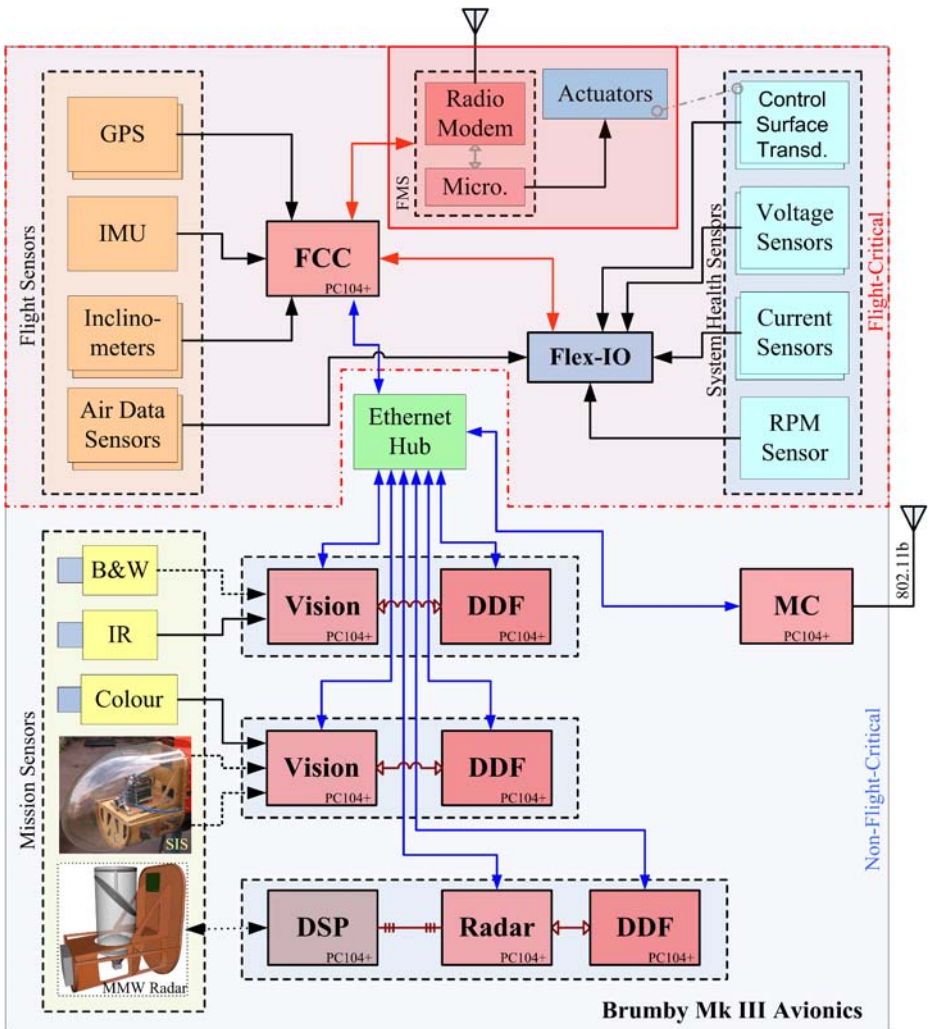 GPS
IMU
Inclino-
meters
Air Data
Sensors
Flight Sensors
Radio
Modem
Micro.
FMS
Actuators
FCC
PC104+
Flex-IO
Control
Surface
Transd.
Voltage
Sensors
Current
Sensors
RPM
Sensor
System Health Sensors
Flight-Critical
Ethernet
Hub
B&W
IR
Colour
SIS
MMW Radar
Mission Sensors
Vision
PC104+
DDF
PC104+
MC
PC104+
802.11b
Vision
PC104+
DDF
PC104+
DSP
PC104+
Radar
PC104+
DDF
PC104+
Non-Flight-Critical
Brumby Mk III Avionics